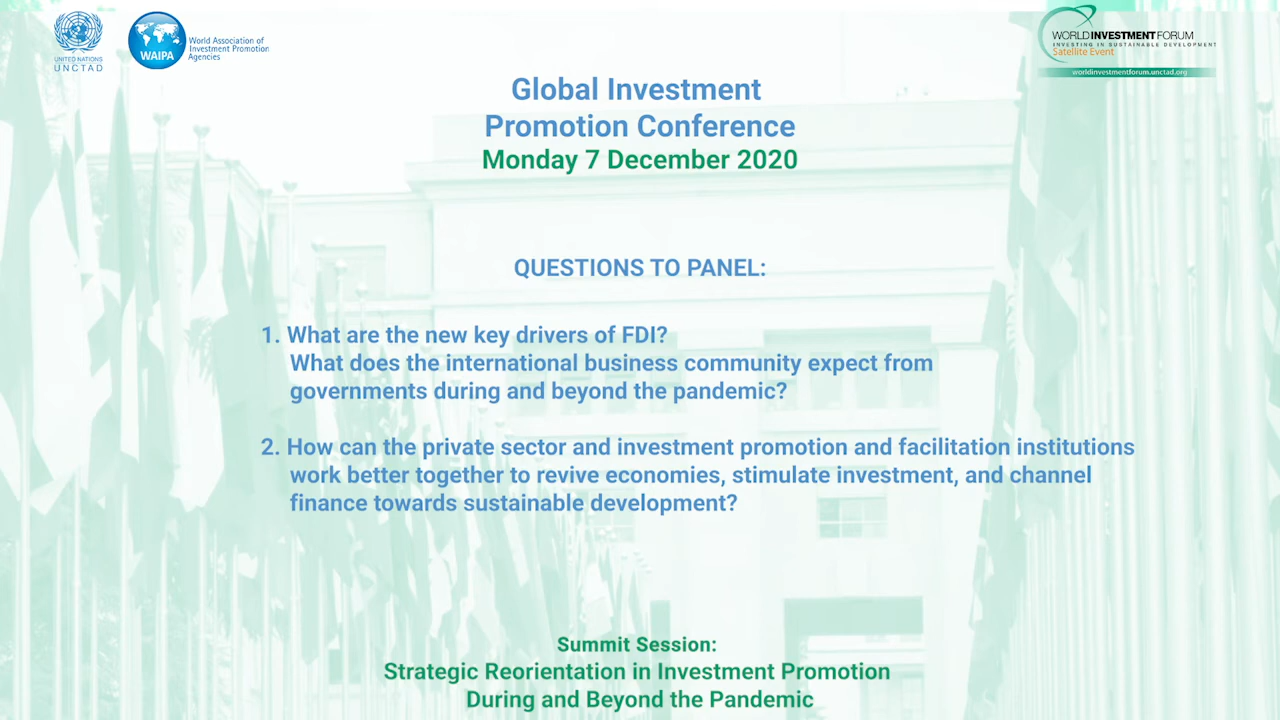 UNITED NATIONS
UNCTAD
WAIPA
World Association of
Investment Promotion
Agencies
WORLDINVESTMENTFORUM
INVESTING IN SUSTAINABLE DEVELOPMENT
Satellite Event
worldinvestmentforum.unctad.org
Global Investment
Promotion Conference
Monday 7 December 2020
QUESTIONS TO PANEL:
1. What are the new key drivers of FDI?
What does the international business community expect from
governments during and beyond the pandemic?
2. How can the private sector and investment promotion and facilitation institutions
work better together to revive economies, stimulate investment, and channel
finance towards sustainable development?
Summit Session:
Strategic Reorientation in Investment Promotion
During and Beyond the Pandemic